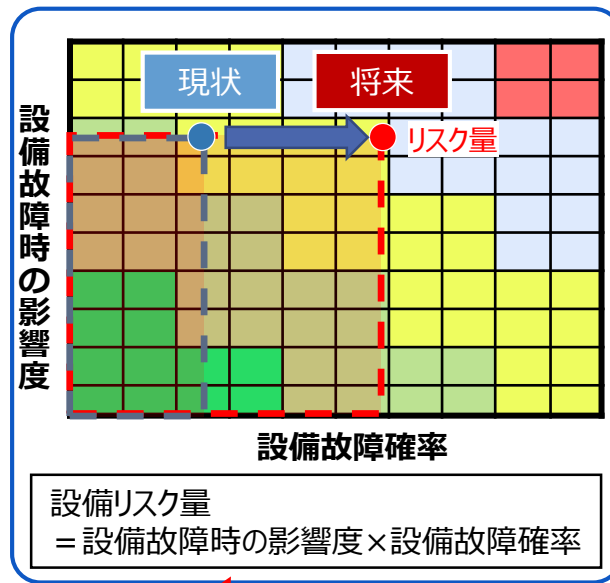 現状
将来
リスク量
設備故障時の影響度
設備故障確率
設備リスク量
＝設備故障時の影響度×設備故障確率